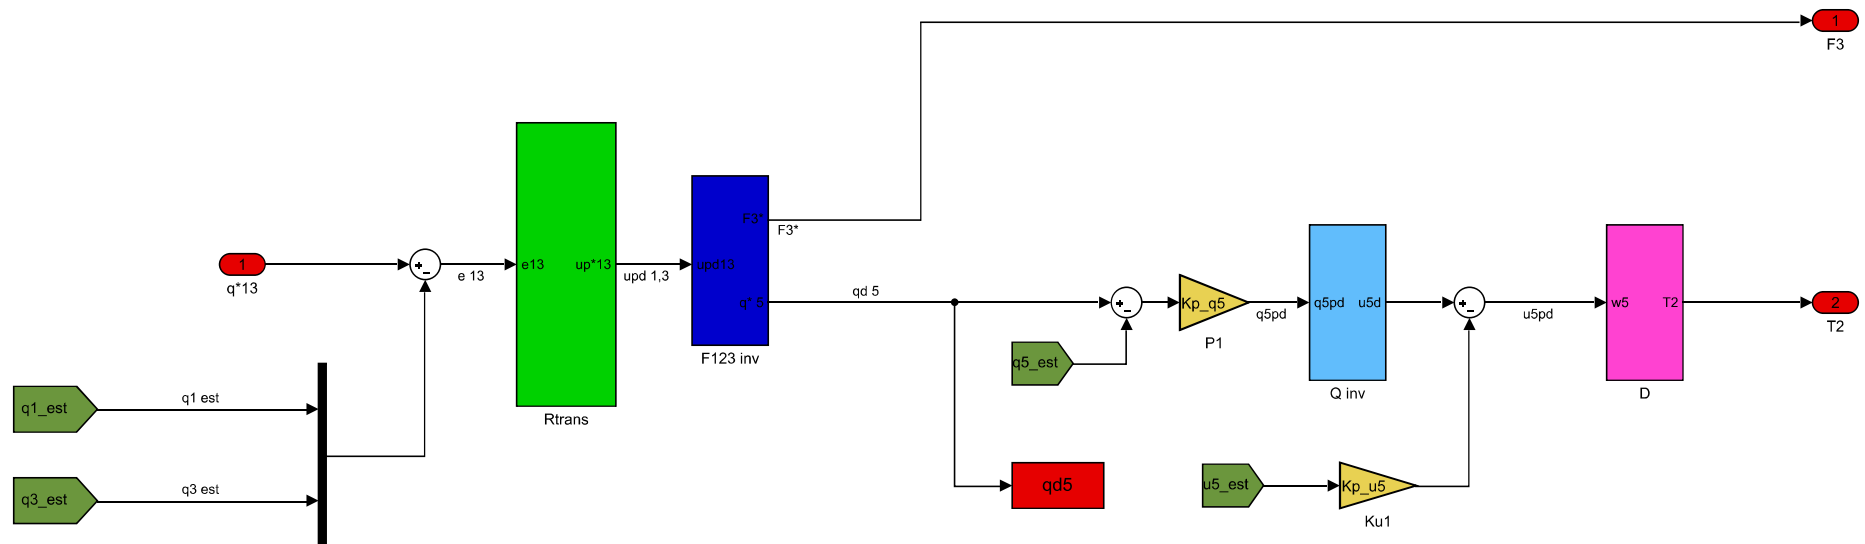 1
F3
F3*
F3*
1
q*13
e 13
e13
up*13
Rtrans
upd 1,3
upd13
q* 5
F123 inv
qd 5
q5_est
Kp_q5
P1
q5pd
q5pd
u5d
Q inv
u5pd
w5
T2
D
2
T2
q1_est
q1 est
q3_est
q3 est
qd5
u5_est
Kp_u5
Ku1